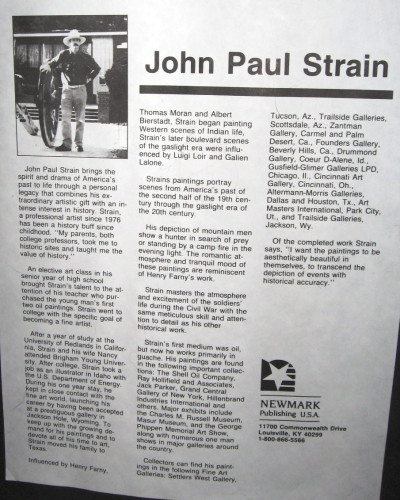 John Paul Strain
John Paul Strain brings the
spirit and drama of America's
past to life through a personal
legacy that combines his ex-
traordinary artistic gift with an in-
tense interest in history. Strain,
a professional artist since 1976
has been a history buff since
childhood. "My parents, both
college professors, took me to
historic sites and taught me the
value of history."
An elective art class in his
senior year of high school
brought Strain's talent to the at-
tention of his teacher who pur-
chased the young man's first
two oil paintings. Strain went to
college with the specific goal of
becoming a fine artist.
After a year of study at the
University of Redlands in Califor-
nia, Strain and his wife Nancy
attended Brigham Young Univer-
sity. After college, Strain took a
job as an illustrator in Idaho with
the U.S. Department of Energy.
During his one year stay, he
kept in close contact with the
fine art world, launching his
career by having been accepted
at a prestigious gallery in
Jackson Hole, Wyoming. To
keep up with the growing de-
mand for his paintings and to
devote all of his time to art,
Strain moved his family to
Texas.
Influenced by Henry Farny,
Thomas Moran and Albert
Bierstadt, Strain began painting
Western scenes of Indian life,
Strain's later boulevard scenes
of the gaslight era were influ-
enced by Luigi Loir and Galien
Lalone.
Strains paintings portray
scenes from America's past of
the second half of the 19th cen-
tury through the gaslight era of
the 20th century.
His depiction of mountain men
show a hunter in search of prey
or standing by a camp fire in the
evening light. The romantic at-
mosphere and tranquil mood of
these paintings are reminiscent
of Henry Farny's work.
Strain masters the atmosphere
and excitement of the soldiers'
life during the Civil War with the
same meticulous skill and atten-
tion to detail as his other
historical work.
Strain's first medium was oil,
but now he works primarily in
guache. His paintings are found
in the following important collec-
tions: The Shell Oil Company,
Ray Holifield and Associates,
Jack Parker, Grand Central
Gallery of New York, Hillenbrand
Industries International and
others. Major exhibits include
the Charles M. Russell Museum,
Masur Museum, and the George
Phippen Memorial Art Show,
along with numerous one man
shows in major galleries around
the country.
Collectors can find his paint-
ings in the following Fine Art
Galleries: Settlers West Gallery,
Tucson, Az., Trailside Galleries,
Scottsdale, Az., Zantman
Gallery, Carmel and Palm
Desert, Ca., Founders Gallery,
Beverly Hills, Ca., Drummond
Gallery, Coeur D-Alene, Id.,
Gusfield-Glimer Galleries LPD,
Chicago, Il., Cincinnati Art
Gallery, Cincinnati, Oh.,
Altermann-Morris Galleries,
Dallas and Houston, Tx., Art
Masters International, Park City,
Ut., and Trailside Galleries,
Jackson, Wy.
Of the completed work Strain
says, "I want the paintings to be
aesthetically beautiful in
themselves, to transcend the
depiction of events with
historical accuracy."
NEWMARK
Publishing U.S.A.
11700 Commonwealth Drive
Louisville, KY 40299
1-800-866-5566